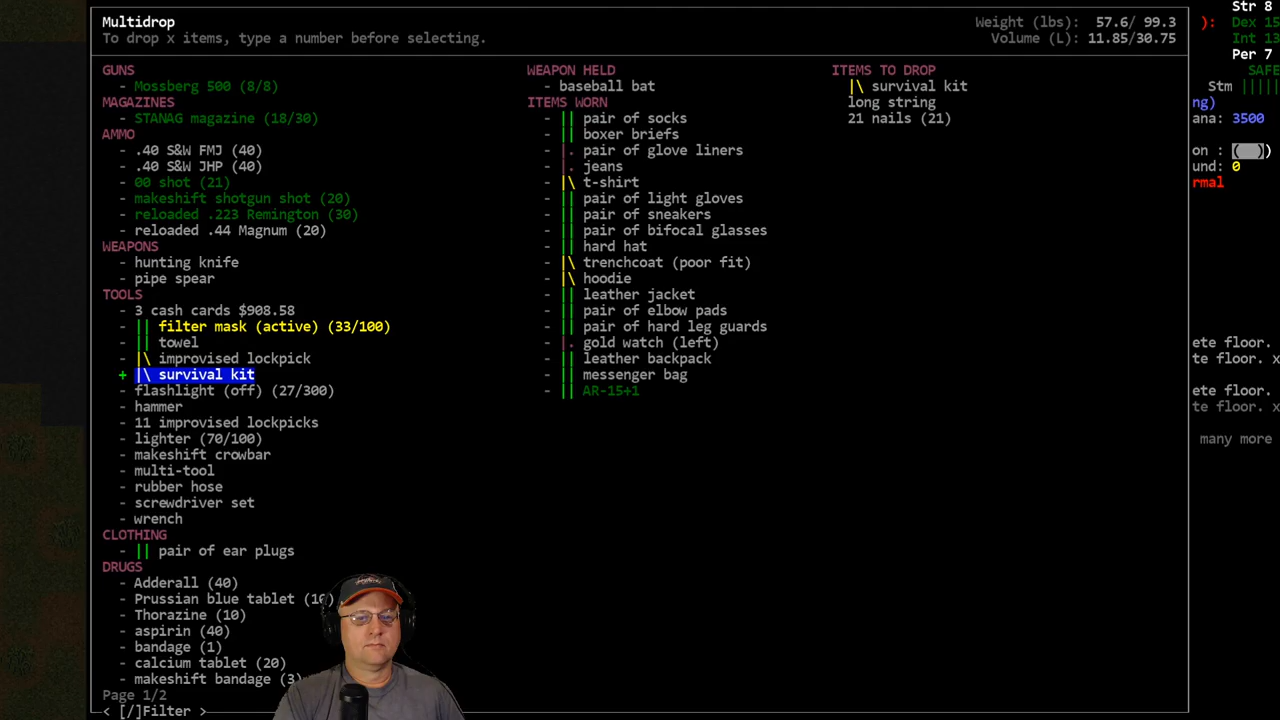 Multidrop
To drop x items, type a number before selecting.
Weight (lbs): 57.6/ 99.3
Volume (L): 11.85/30.75
GUNS
- Mossberg 500 (8/8)
MAGAZINES
- STANAG magazine (18/30)
AMMO
- .40 S&W FMJ (40)
- .40 S&W JHP (40)
- 00 shot (21)
- makeshift shotgun shot (20)
- reloaded .223 Remington (30)
- reloaded .44 Magnum (20)
WEAPONS
- hunting knife
- pipe spear
TOOLS
- 3 cash cards $908.58
- || filter mask (active) (33/100)
- || towel
- |\ improvised lockpick
+ |\ survival kit
- flashlight (off) (27/300)
- hammer
- 11 improvised lockpicks
- lighter (70/100)
- makeshift crowbar
- multi-tool
- rubber hose
- screwdriver set
- wrench
CLOTHING
- || pair of ear plugs
DRUGS
- Adderall (40)
- Prussian blue tablet (10
- Thorazine (10)
- aspirin (40)
- bandage (1)
- calcium tablet (20)
- makeshift bandage (3)
Page 1/2
< [/]Filter >
WEAPON HELD
- baseball bat
ITEMS WORN
- || pair of socks
- || boxer briefs
- |. pair of glove liners
- |. jeans
- |\ t-shirt
- || pair of light gloves
- || pair of sneakers
- || pair of bifocal glasses
- || hard hat
- |\ trenchcoat (poor fit)
- |\ hoodie
- || leather jacket
- || pair of elbow pads
- || pair of hard leg guards
- |. gold watch (left)
- || leather backpack
- || messenger bag
- || AR-15+1
ITEMS TO DROP
|\ survival kit
long string
21 nails (21)
Str 8
): Dex 15
Int 13
Per 7
SAFE
Stm |||||
ng)
ana: 3500
on : ( ))
und: 0
rmal
ete floor.
te floor. x
ete floor.
te floor. x
many more